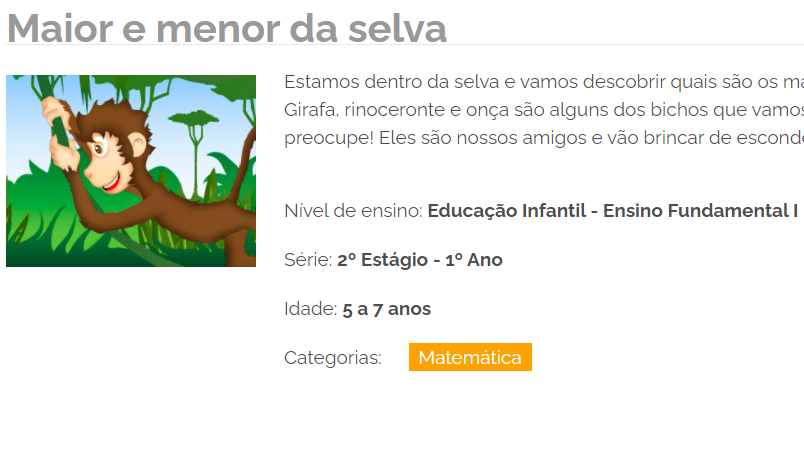 Maior e menor da selva
Estamos dentro da selva e vamos descobrir quais são os
Girafa, rinoceronte e onça são alguns dos bichos que vamos
preocupe! Eles são nossos amigos e vão brincar de
Nível de ensino: Educação Infantil - Ensino Fundamental I
Série: 2º Estágio - 1º Ano
Idade: 5 a 7 anos
Categorias: Matemática